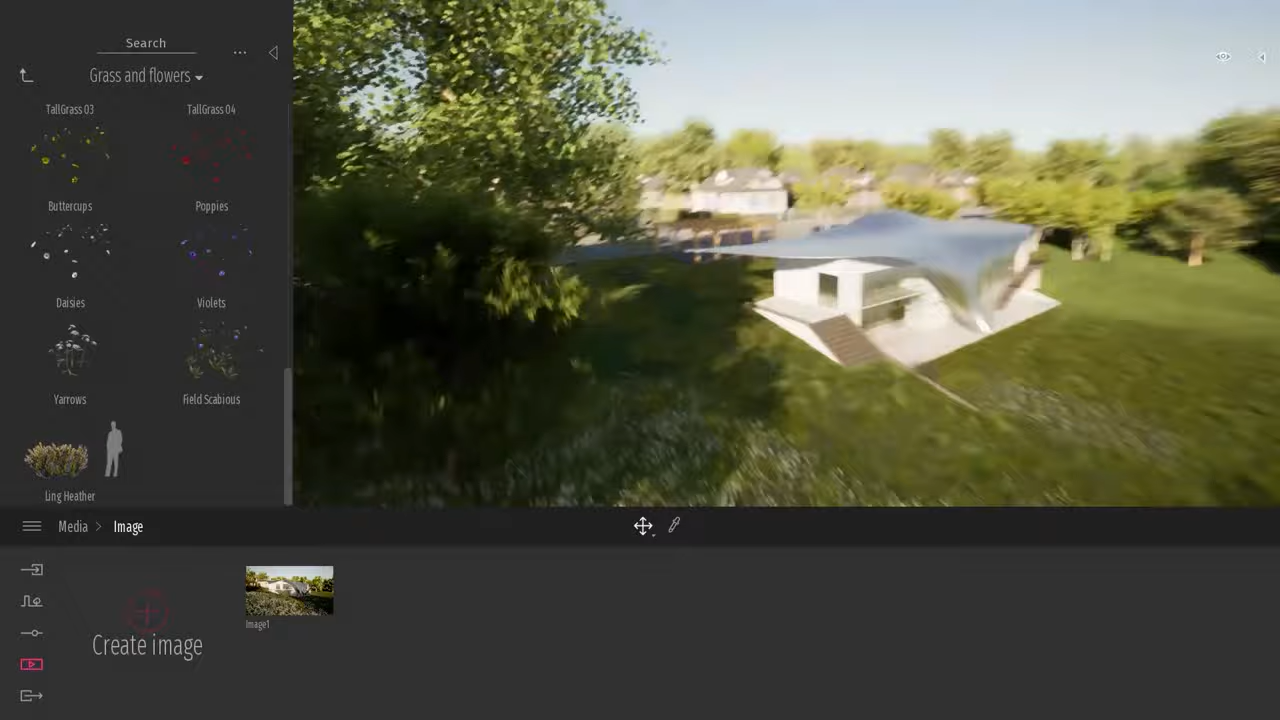 Search
Grass and flowers
TallGrass 03 TallGrass 04
Buttercups Poppies
Daisies Violets
Yarrows Field Scabious
Ling Heather
Media > Image
Create image
Image1